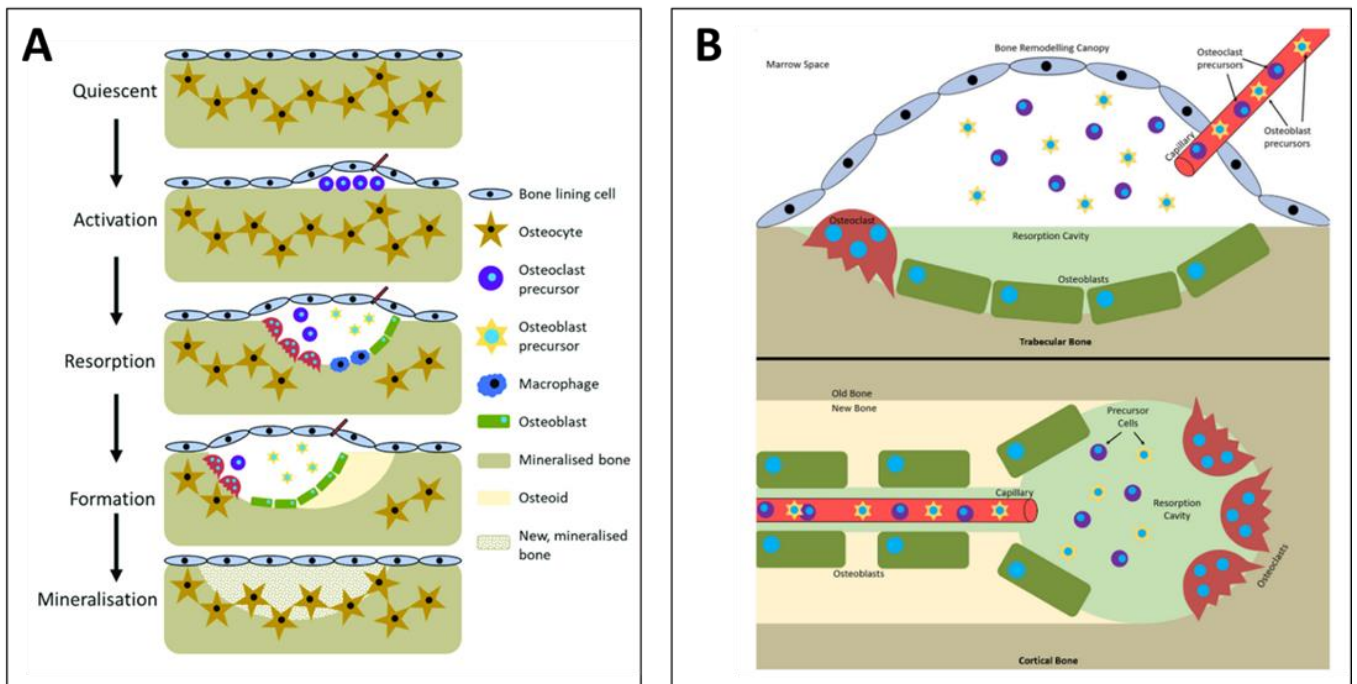 A
Quiescent
Activation
Resorption
Formation
Mineralisation
Bone lining cell
Osteocyte
Osteoclast
precursor
Osteoblast
precursor
Macrophage
Osteoblast
Mineralised bone
Osteoid
New, mineralised
bone
B
Marrow Space
Bone Remodelling Canopy
Osteoclast
precursors
Osteoblast
precursors
Capillary
Osteoclast
Resorption Cavity
Osteoblasts
Trabecular Bone
Old Bone
New Bone
Precursor
Cells
Capillary
Resorption
Cavity
Osteoclasts
Osteoblasts
Cortical Bone